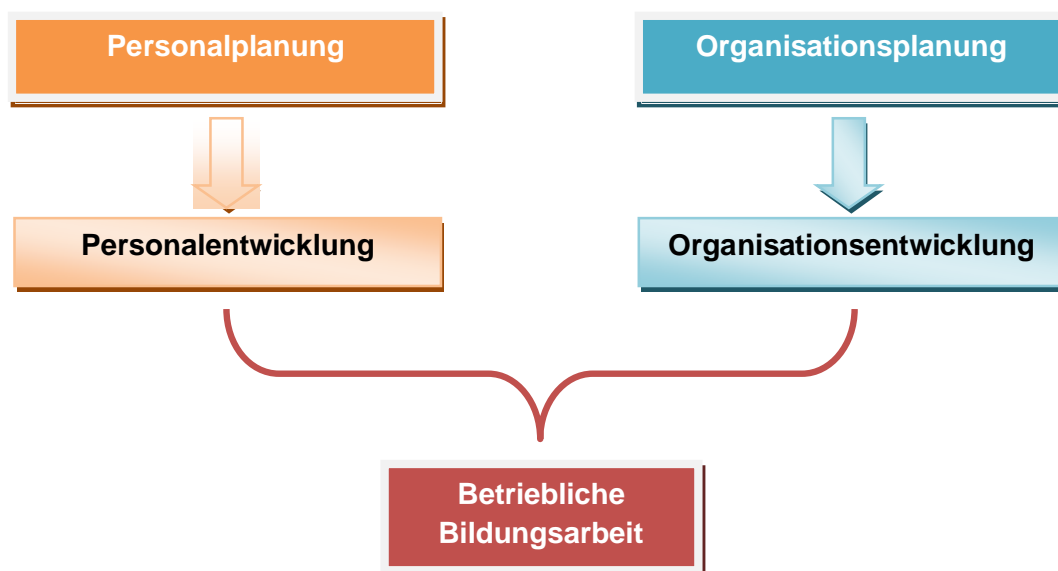 Personalplanung
Organisationsplanung
Personalentwicklung
Organisationsentwicklung
Betriebliche
Bildungsarbeit